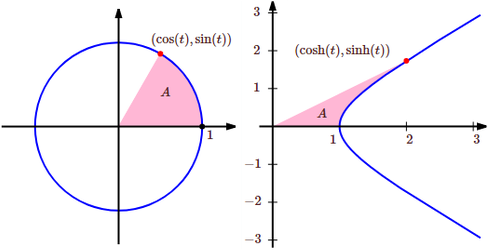 (cos(t), sin(t))
A
1
3
2
1
−1
−2
−3
(cosh(t), sinh(t))
A
1 2 3